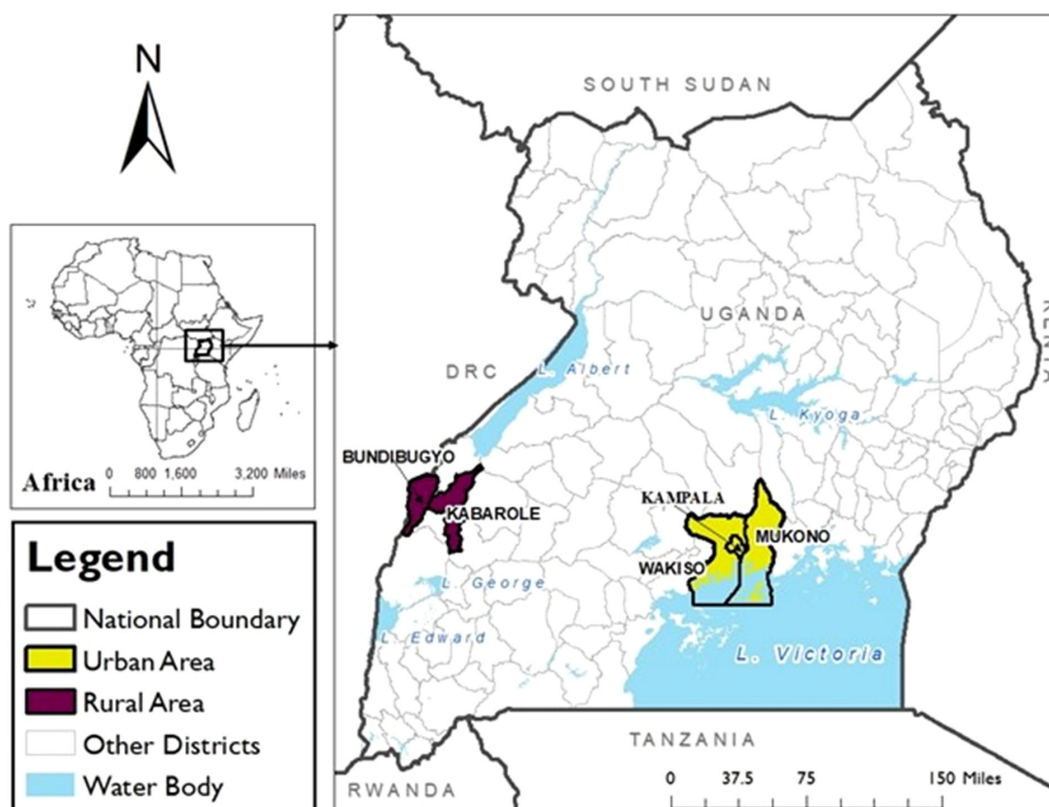 N
SOUTH SUDAN
UGANDA
KENYA
DRC
L. Albert
L. Kyoga
BUNDIBUGYO
KABAROLE
KAMPALA
MUKONO
WAKISO
L. George
L. Edward
L. Victoria
TANZANIA
RWANDA
0 37.5 75 150 Miles
0 800 1,600 3,200 Miles
Africa
Legend
National Boundary
Urban Area
Rural Area
Other Districts
Water Body